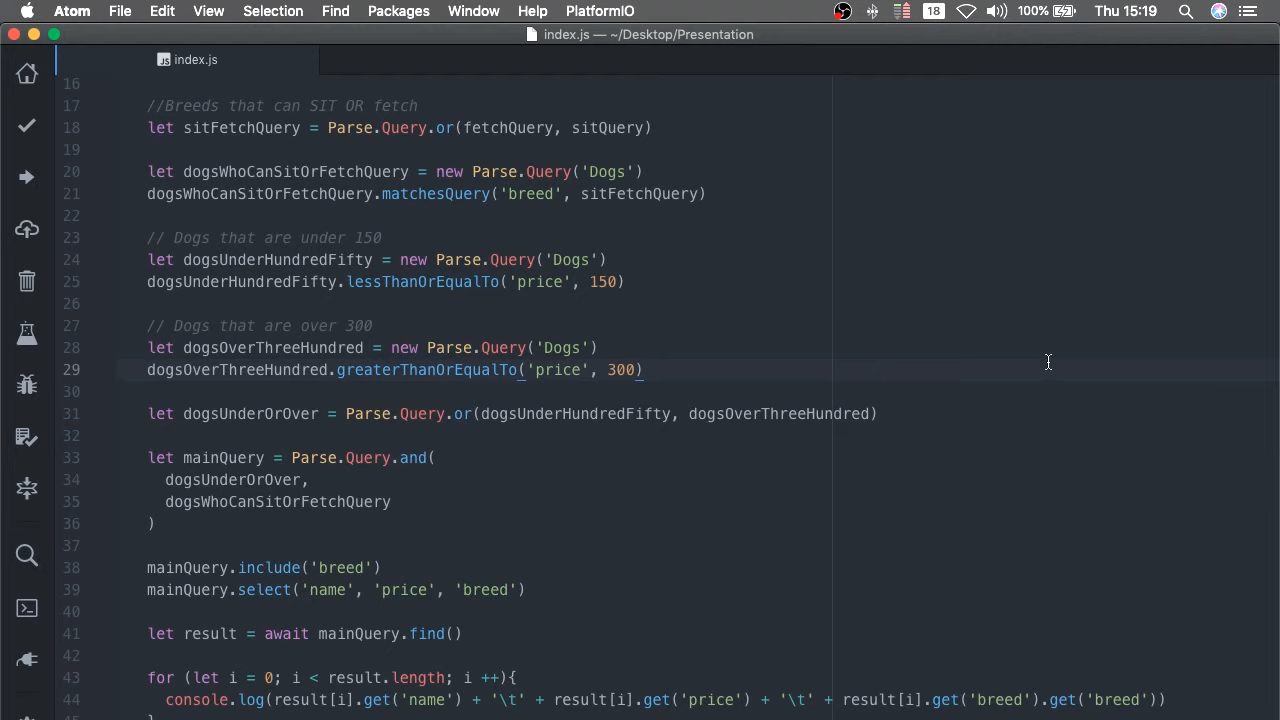 Atom File Edit View Selection Find Packages Window Help PlatformIO 18 100% Thu 15:19
index.js — ~/Desktop/Presentation
JS index.js
16
17 //Breeds that can SIT OR fetch
18 let sitFetchQuery = Parse.Query.or(fetchQuery, sitQuery)
19
20 let dogsWhoCanSitOrFetchQuery = new Parse.Query('Dogs')
21 dogsWhoCanSitOrFetchQuery.matchesQuery('breed', sitFetchQuery)
22
23 // Dogs that are under 150
24 let dogsUnderHundredFifty = new Parse.Query('Dogs')
25 dogsUnderHundredFifty.lessThanOrEqualTo('price', 150)
26
27 // Dogs that are over 300
28 let dogsOverThreeHundred = new Parse.Query('Dogs')
29 dogsOverThreeHundred.greaterThanOrEqualTo('price', 300)
30
31 let dogsUnderOrOver = Parse.Query.or(dogsUnderHundredFifty, dogsOverThreeHundred)
32
33 let mainQuery = Parse.Query.and(
34 dogsUnderOrOver,
35 dogsWhoCanSitOrFetchQuery
36 )
37
38 mainQuery.include('breed')
39 mainQuery.select('name', 'price', 'breed')
40
41 let result = await mainQuery.find()
42
43 for (let i = 0; i < result.length; i ++){
44 console.log(result[i].get('name') + '\t' + result[i].get('price') + '\t' + result[i].get('breed').get('breed'))